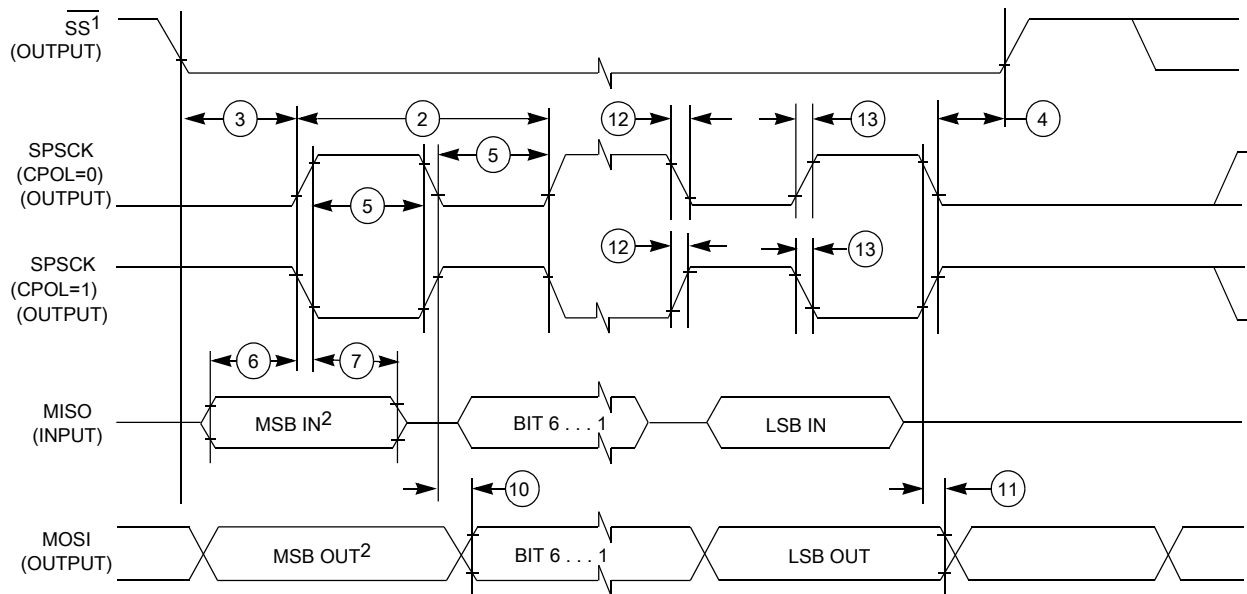 SS¹
(OUTPUT)
3
2
12
13
4
SPSCK
(CPOL=0)
(OUTPUT)
5
5
12
13
SPSCK
(CPOL=1)
(OUTPUT)
6
7
MISO
(INPUT)
MSB IN²
BIT 6 . . . 1
LSB IN
10
11
MOSI
(OUTPUT)
MSB OUT²
BIT 6 . . . 1
LSB OUT